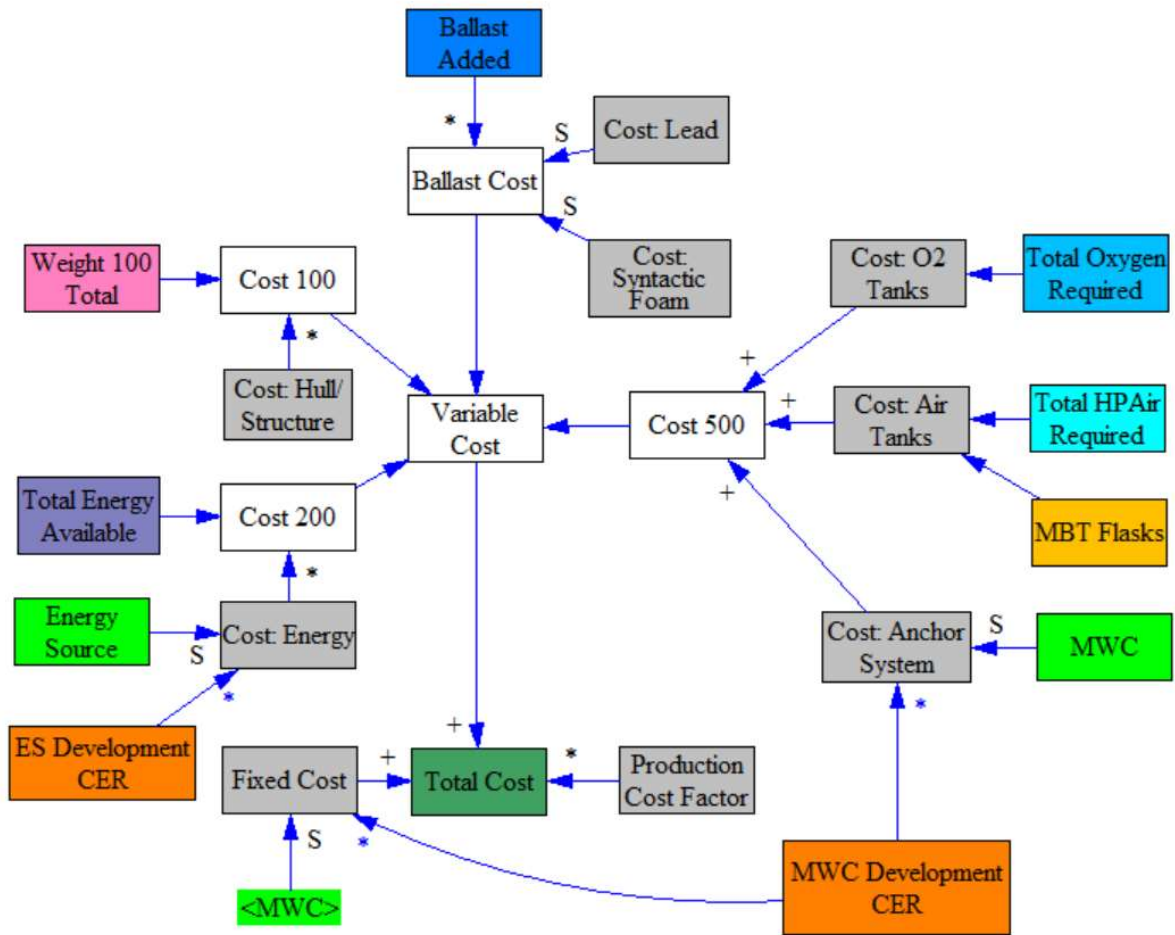 Ballast
Added
*
S
Cost: Lead
Ballast Cost
S
Cost:
Syntactic
Foam
Weight 100
Total
Cost 100
*
Cost: Hull/
Structure
Cost: O2
Tanks
Total Oxygen
Required
+
Variable
Cost
Cost 500
+
Cost: Air
Tanks
Total HPAir
Required
+
MBT Flasks
Total Energy
Available
Cost 200
*
Energy
Source
S
Cost: Energy
*
ES Development
CER
Cost: Anchor
System
S
MWC
*
Fixed Cost
+
+
Total Cost
*
Production
Cost Factor
S
*
<MWC>
MWC Development
CER